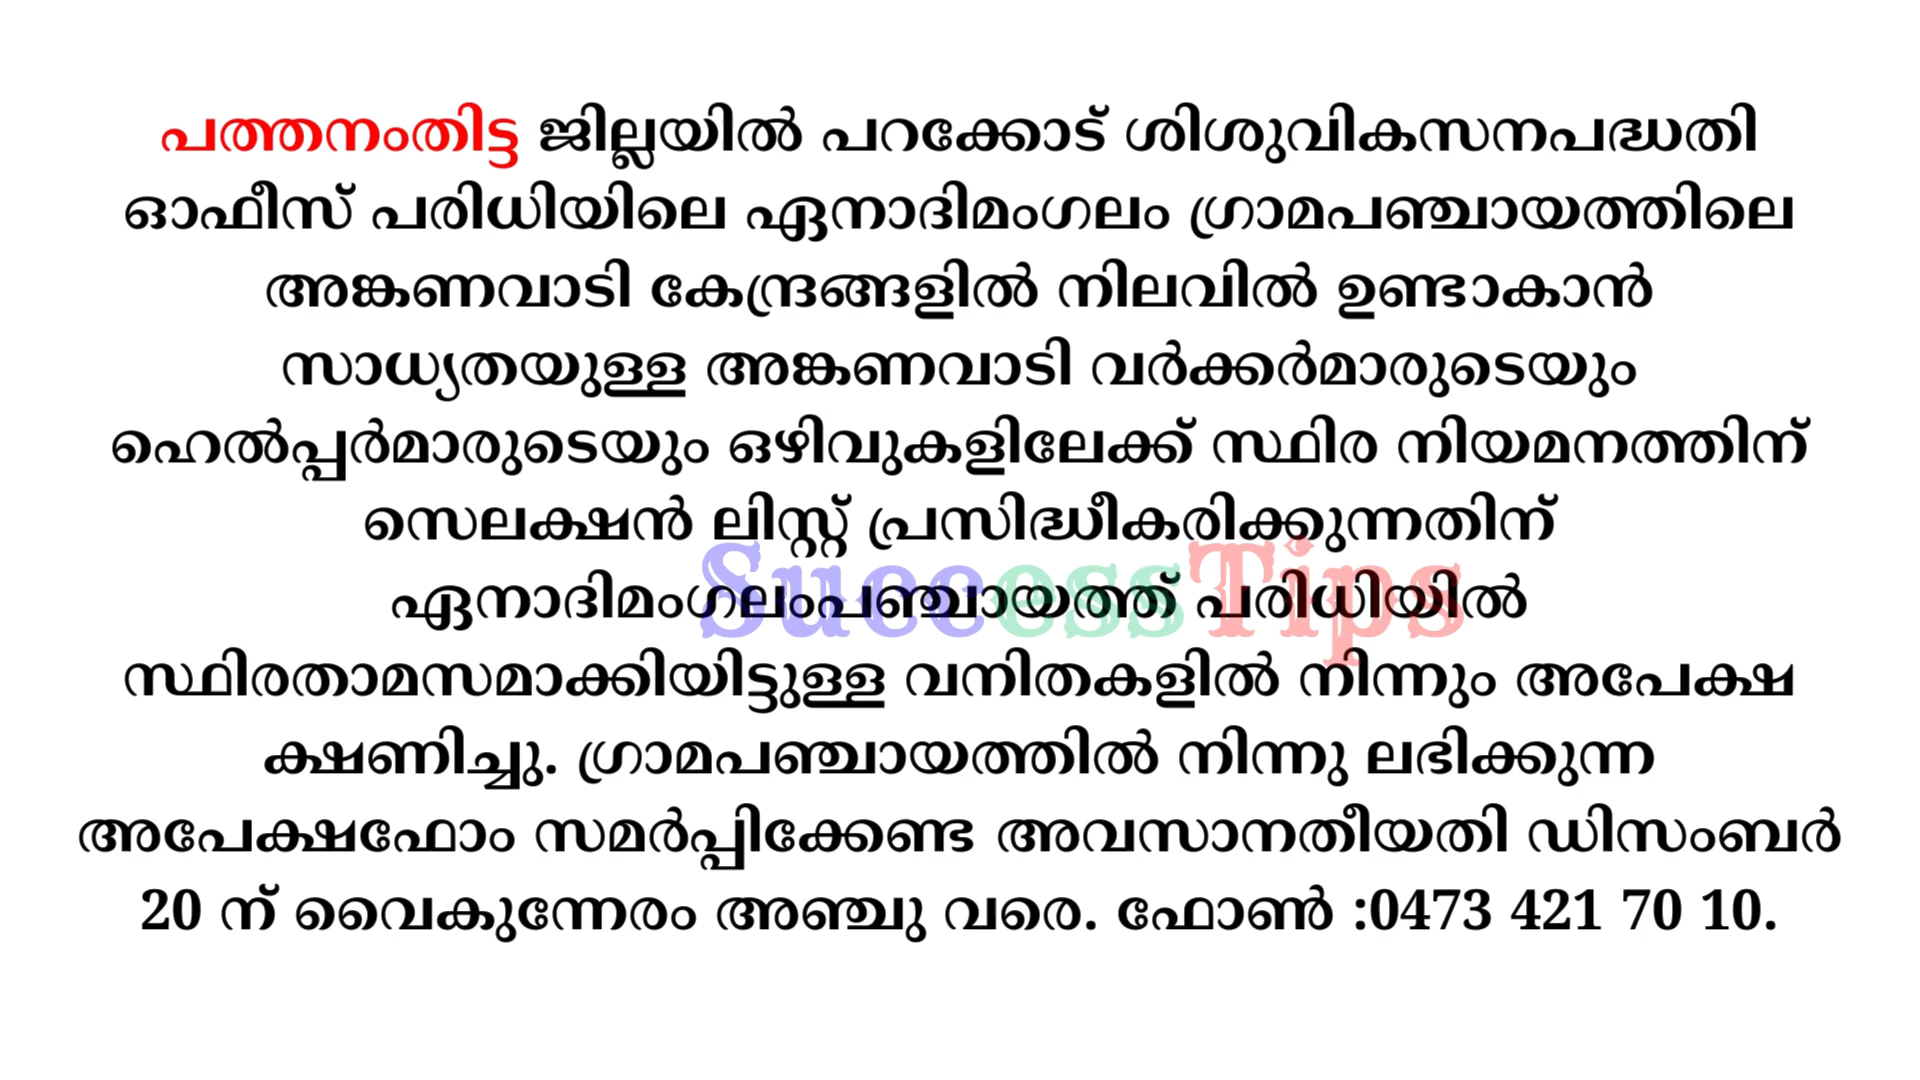 പത്തനംതിട്ട ജില്ലയിൽ പറക്കോട് ശിശുവികസനപദ്ധതി
ഓഫീസ് പരിധിയിലെ ഏനാദിമംഗലം ഗ്രാമപഞ്ചായത്തിലെ
അങ്കണവാടി കേന്ദ്രങ്ങളിൽ നിലവിൽ ഉണ്ടാകാൻ
സാധ്യതയുള്ള അങ്കണവാടി വർക്കർമാരുടെയും
ഹെൽപ്പർമാരുടെയും ഒഴിവുകളിലേക്ക് സ്ഥിര നിയമനത്തിന്
സെലക്ഷൻ ലിസ്റ്റ് പ്രസിദ്ധീകരിക്കുന്നതിന്
ഏനാദിമംഗലംപഞ്ചായത്ത് പരിധിയിൽ
SuccessTips
സ്ഥിരതാമസമാക്കിയിട്ടുള്ള വനിതകളിൽ നിന്നും അപേക്ഷ
ക്ഷണിച്ചു. ഗ്രാമപഞ്ചായത്തിൽ നിന്നു ലഭിക്കുന്ന
അപേക്ഷഫോം സമർപ്പിക്കേണ്ട അവസാനതീയതി ഡിസംബർ
20 ന് വൈകുന്നേരം അഞ്ചു വരെ. ഫോൺ :0473 421 70 10.